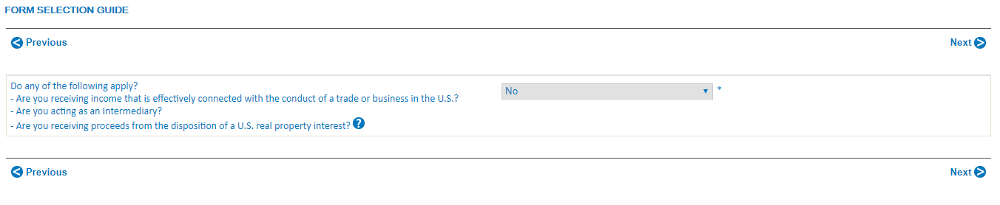 FORM SELECTION GUIDE
Previous
Next
Do any of the following apply?
- Are you receiving income that is effectively connected with the conduct of a trade or business in the U.S.?
- Are you acting as an Intermediary?
- Are you receiving proceeds from the disposition of a U.S. real property interest? ?
No
*
Previous
Next